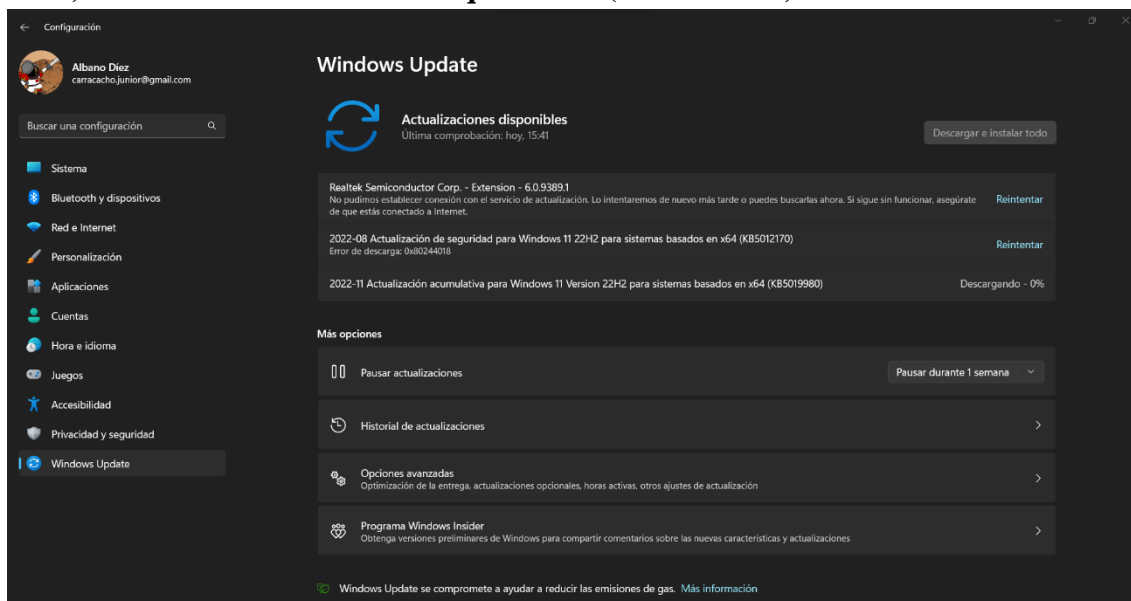 Configuración
Albano Díez
carracacho.junior@gmail.com
Buscar una configuración
Sistema
Bluetooth y dispositivos
Red e Internet
Personalización
Aplicaciones
Cuentas
Hora e idioma
Juegos
Accesibilidad
Privacidad y seguridad
Windows Update
Windows Update
Actualizaciones disponibles
Última comprobación: hoy, 15:41
Descargar e instalar todo
Realtek Semiconductor Corp. - Extension - 6.0.9389.1
No pudimos establecer conexión con el servicio de actualización. Lo intentaremos de nuevo más tarde o puedes buscarlas ahora. Si sigue sin funcionar, asegúrate
de que estás conectado a Internet.
Reintentar
2022-08 Actualización de seguridad para Windows 11 22H2 para sistemas basados en x64 (KB5012170)
Error de descarga: 0x80244018
Reintentar
2022-11 Actualización acumulativa para Windows 11 Version 22H2 para sistemas basados en x64 (KB5019980)
Descargando - 0%
Más opciones
Pausar actualizaciones
Pausar durante 1 semana
Historial de actualizaciones
Opciones avanzadas
Optimización de la entrega, actualizaciones opcionales, horas activas, otros ajustes de actualización
Programa Windows Insider
Obtenga versiones preliminares de Windows para compartir comentarios sobre las nuevas características y actualizaciones
Windows Update se compromete a ayudar a reducir las emisiones de gas. Más información